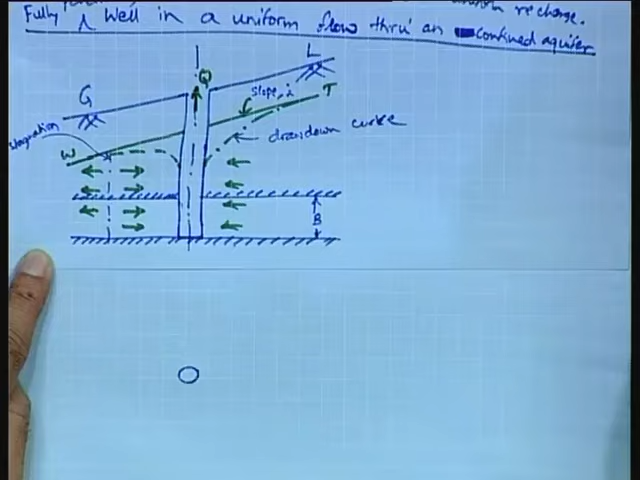 recharge.
Fully ∧ Well in a uniform flow thru' an confined aquifer
L
Q
G
slope, i
T
stagnation
drawdown curve
W
B